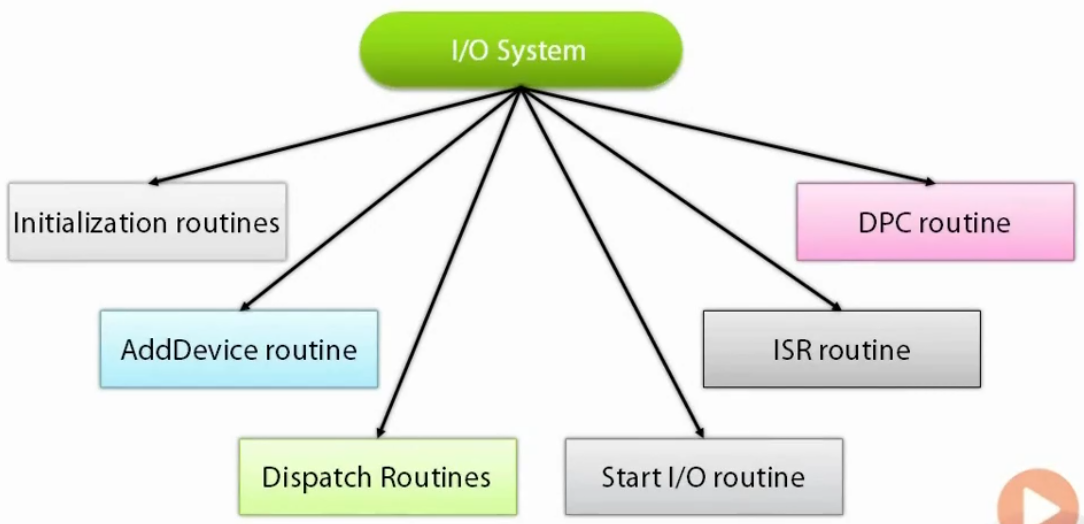 I/O System
Initialization routines
DPC routine
AddDevice routine
ISR routine
Dispatch Routines
Start I/O routine